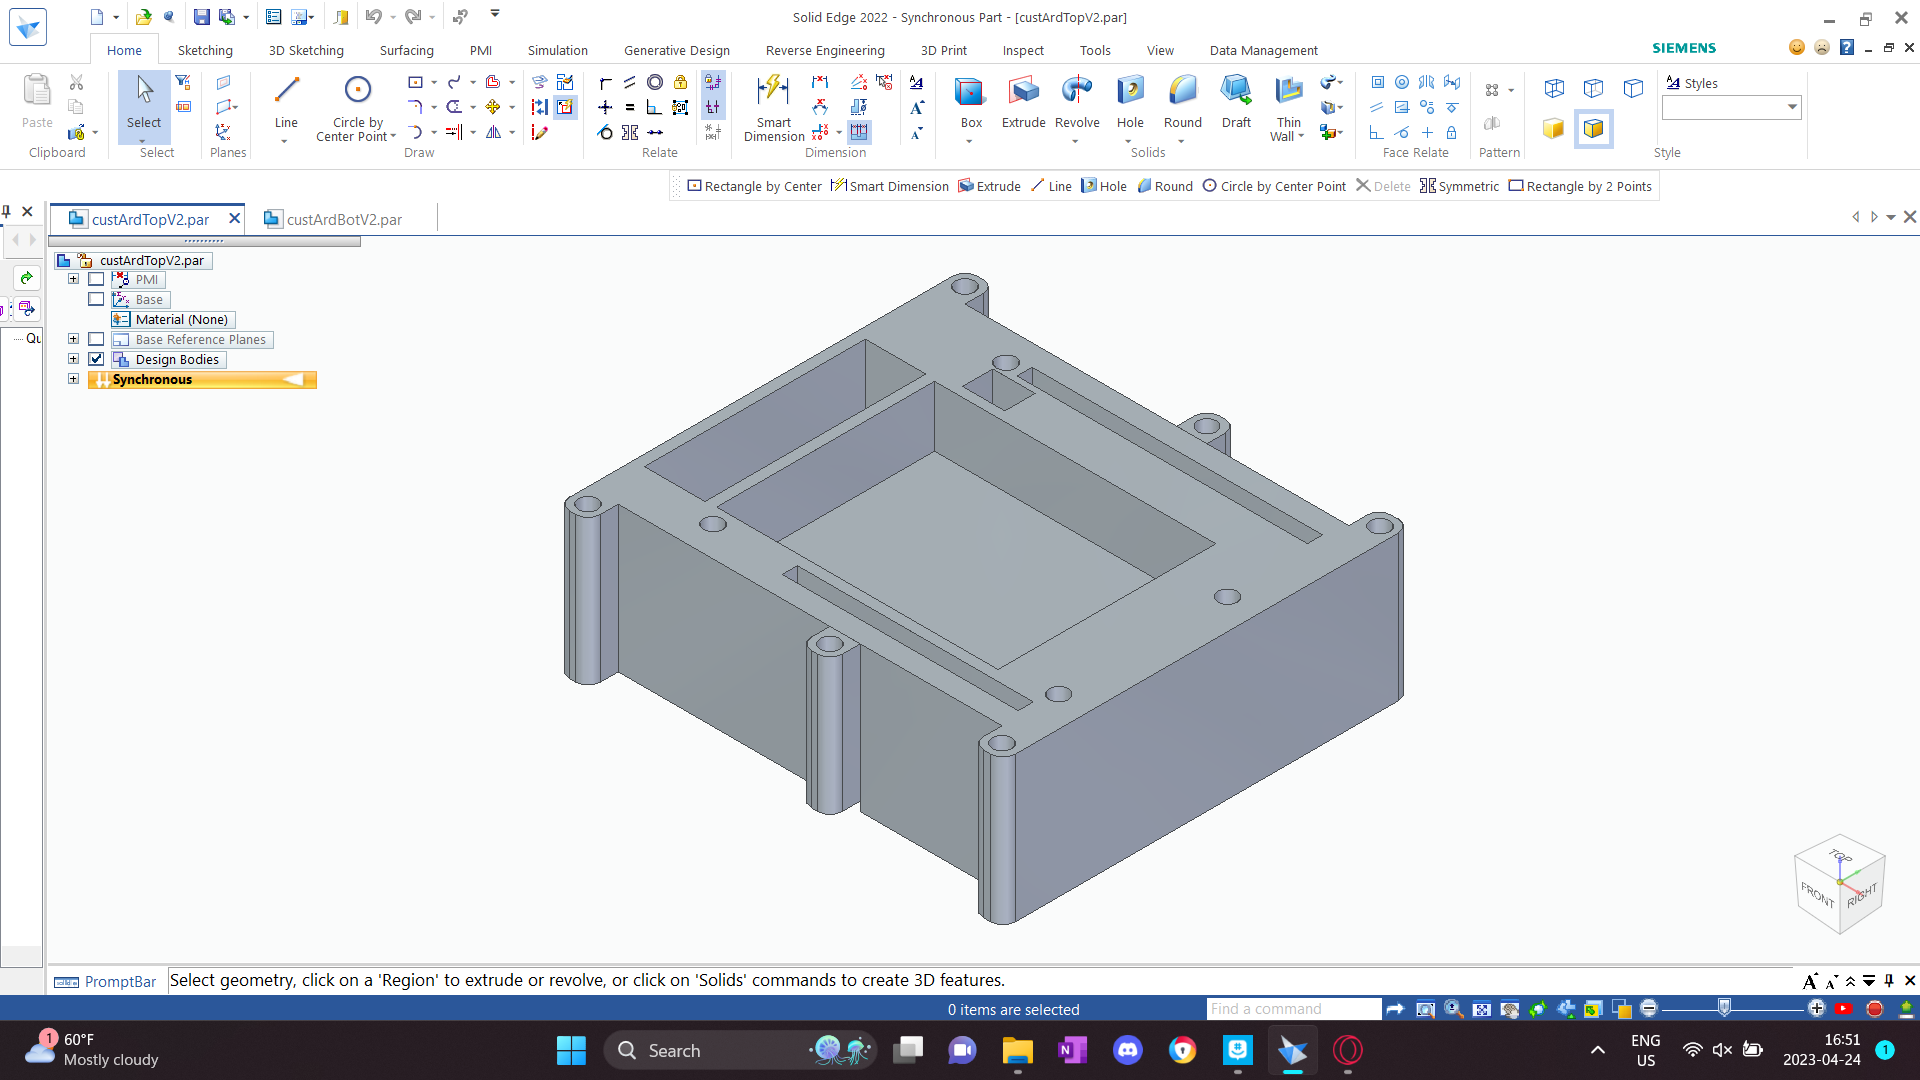 Solid Edge 2022 - Synchronous Part - [custArdTopV2.par]
Home Sketching 3D Sketching Surfacing PMI Simulation Generative Design Reverse Engineering 3D Print Inspect Tools View Data Management SIEMENS
Paste
Select
Line
Circle by
Center Point
Smart
Dimension
Box Extrude Revolve Hole Round Draft Thin
Wall
Styles
Clipboard Select Planes Draw Relate Dimension Solids Face Relate Pattern Style
Rectangle by Center Smart Dimension Extrude Line Hole Round Circle by Center Point Delete Symmetric Rectangle by 2 Points
custArdTopV2.par custArdBotV2.par
custArdTopV2.par
PMI
Base
Material (None)
Base Reference Planes
Design Bodies
Synchronous
Qu
TOP
FRONT RIGHT
PromptBar Select geometry, click on a 'Region' to extrude or revolve, or click on 'Solids' commands to create 3D features.
0 items are selected Find a command
1
60°F
Mostly cloudy
Search
ENG
US
16:51
2023-04-24
1